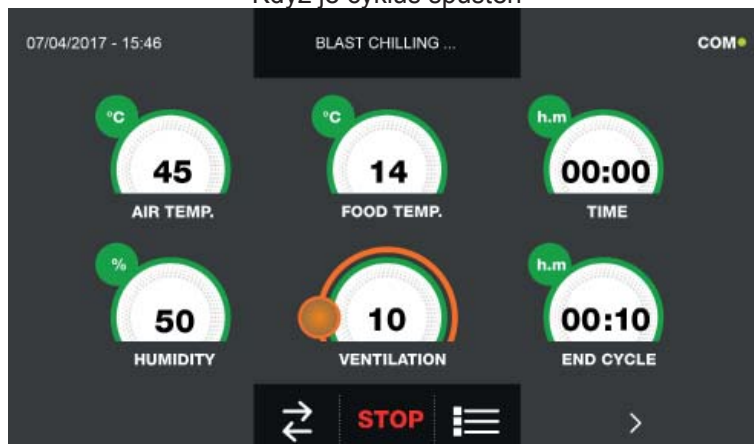 07/04/2017 - 15:46 BLAST CHILLING ... COM
°C °C h.m
45 14 00:00
AIR TEMP. FOOD TEMP. TIME
% h.m
50 10 00:10
HUMIDITY VENTILATION END CYCLE
STOP